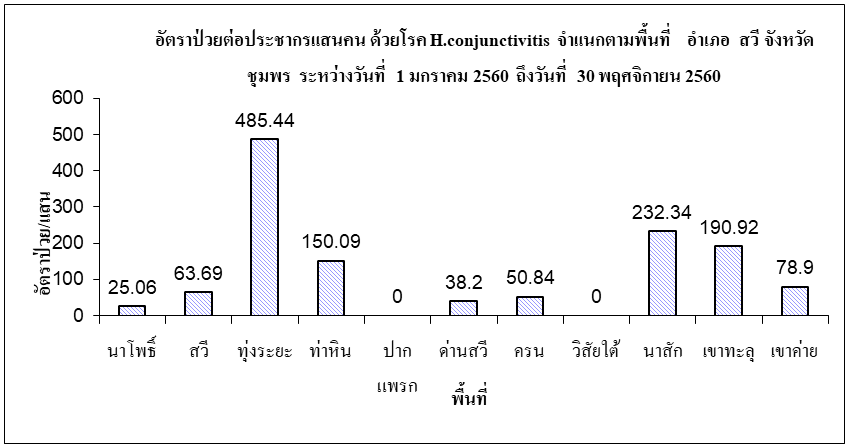 อัตราป่วยต่อประชากรแสนคน ด้วยโรค H.conjunctivitis จำแนกตามพื้นที่ อำเภอ สวี จังหวัด
ชุมพร ระหว่างวันที่ 1 มกราคม 2560 ถึงวันที่ 30 พฤศจิกายน 2560
อัตราป่วย/แสน
600
500
400
300
200
100
0
25.06
63.69
485.44
150.09
0
38.2
50.84
0
232.34
190.92
78.9
นาโพธิ์
สวี
ทุ่งระยะ
ท่าหิน
ปาก
แพรก
ด่านสวี
ครน
วิสัยใต้
นาสัก
เขาทะลุ
เขาค่าย
พื้นที่